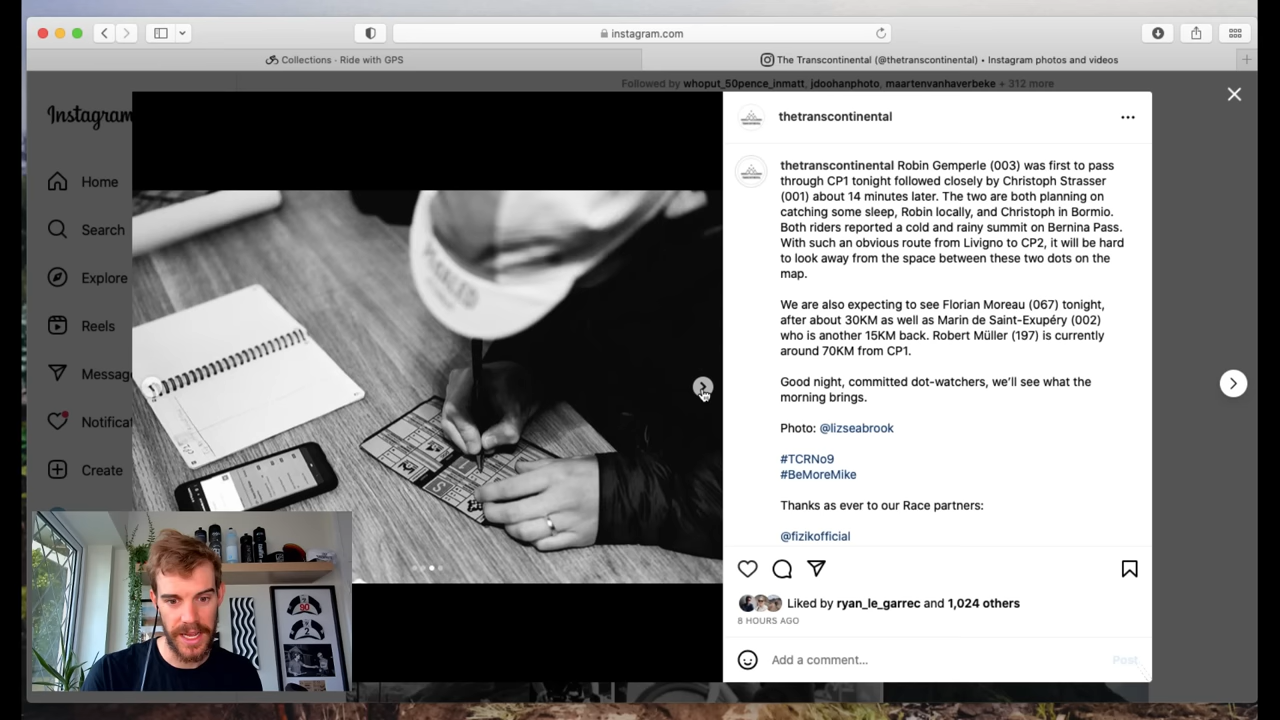 instagram.com
Collections · Ride with GPS
The Transcontinental (@thetranscontinental) • Instagram photos and videos
Followed by whoput_50pence_inmatt, jdoohanphoto, maartenvanhaverbeke + 312 more
Instagram
Home
Search
Explore
Reels
Messag
Notifica
Create
thetranscontinental
thetranscontinental Robin Gemperle (003) was first to pass
through CP1 tonight followed closely by Christoph Strasser
(001) about 14 minutes later. The two are both planning on
catching some sleep, Robin locally, and Christoph in Bormio.
Both riders reported a cold and rainy summit on Bernina Pass.
With such an obvious route from Livigno to CP2, it will be hard
to look away from the space between these two dots on the
map.
We are also expecting to see Florian Moreau (067) tonight,
after about 30KM as well as Marin de Saint-Exupéry (002)
who is another 15KM back. Robert Müller (197) is currently
around 70KM from CP1.
Good night, committed dot-watchers, we'll see what the
morning brings.
Photo: @lizseabrook
#TCRNo9
#BeMoreMike
Thanks as ever to our Race partners:
@fizikofficial
Liked by ryan_le_garrec and 1,024 others
8 HOURS AGO
Add a comment...
Post
90
2